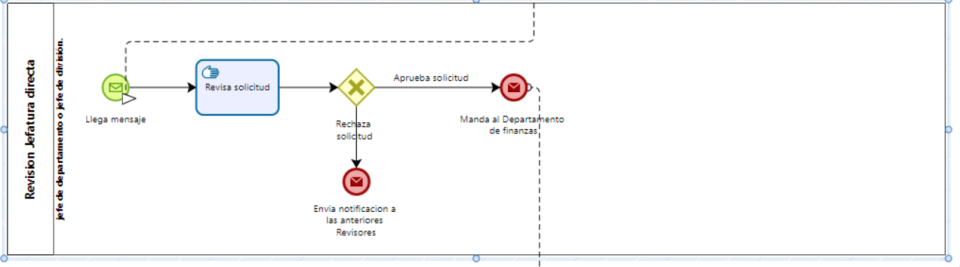 Revision Jefatura directa
jefe de departamento o jefe de división.
Llega mensaje
Revisa solicitud
Aprueba solicitud
Rechaza
solicitud
Manda al Departamento
de finanzas
Envia notificacion a
las anteriores
Revisores